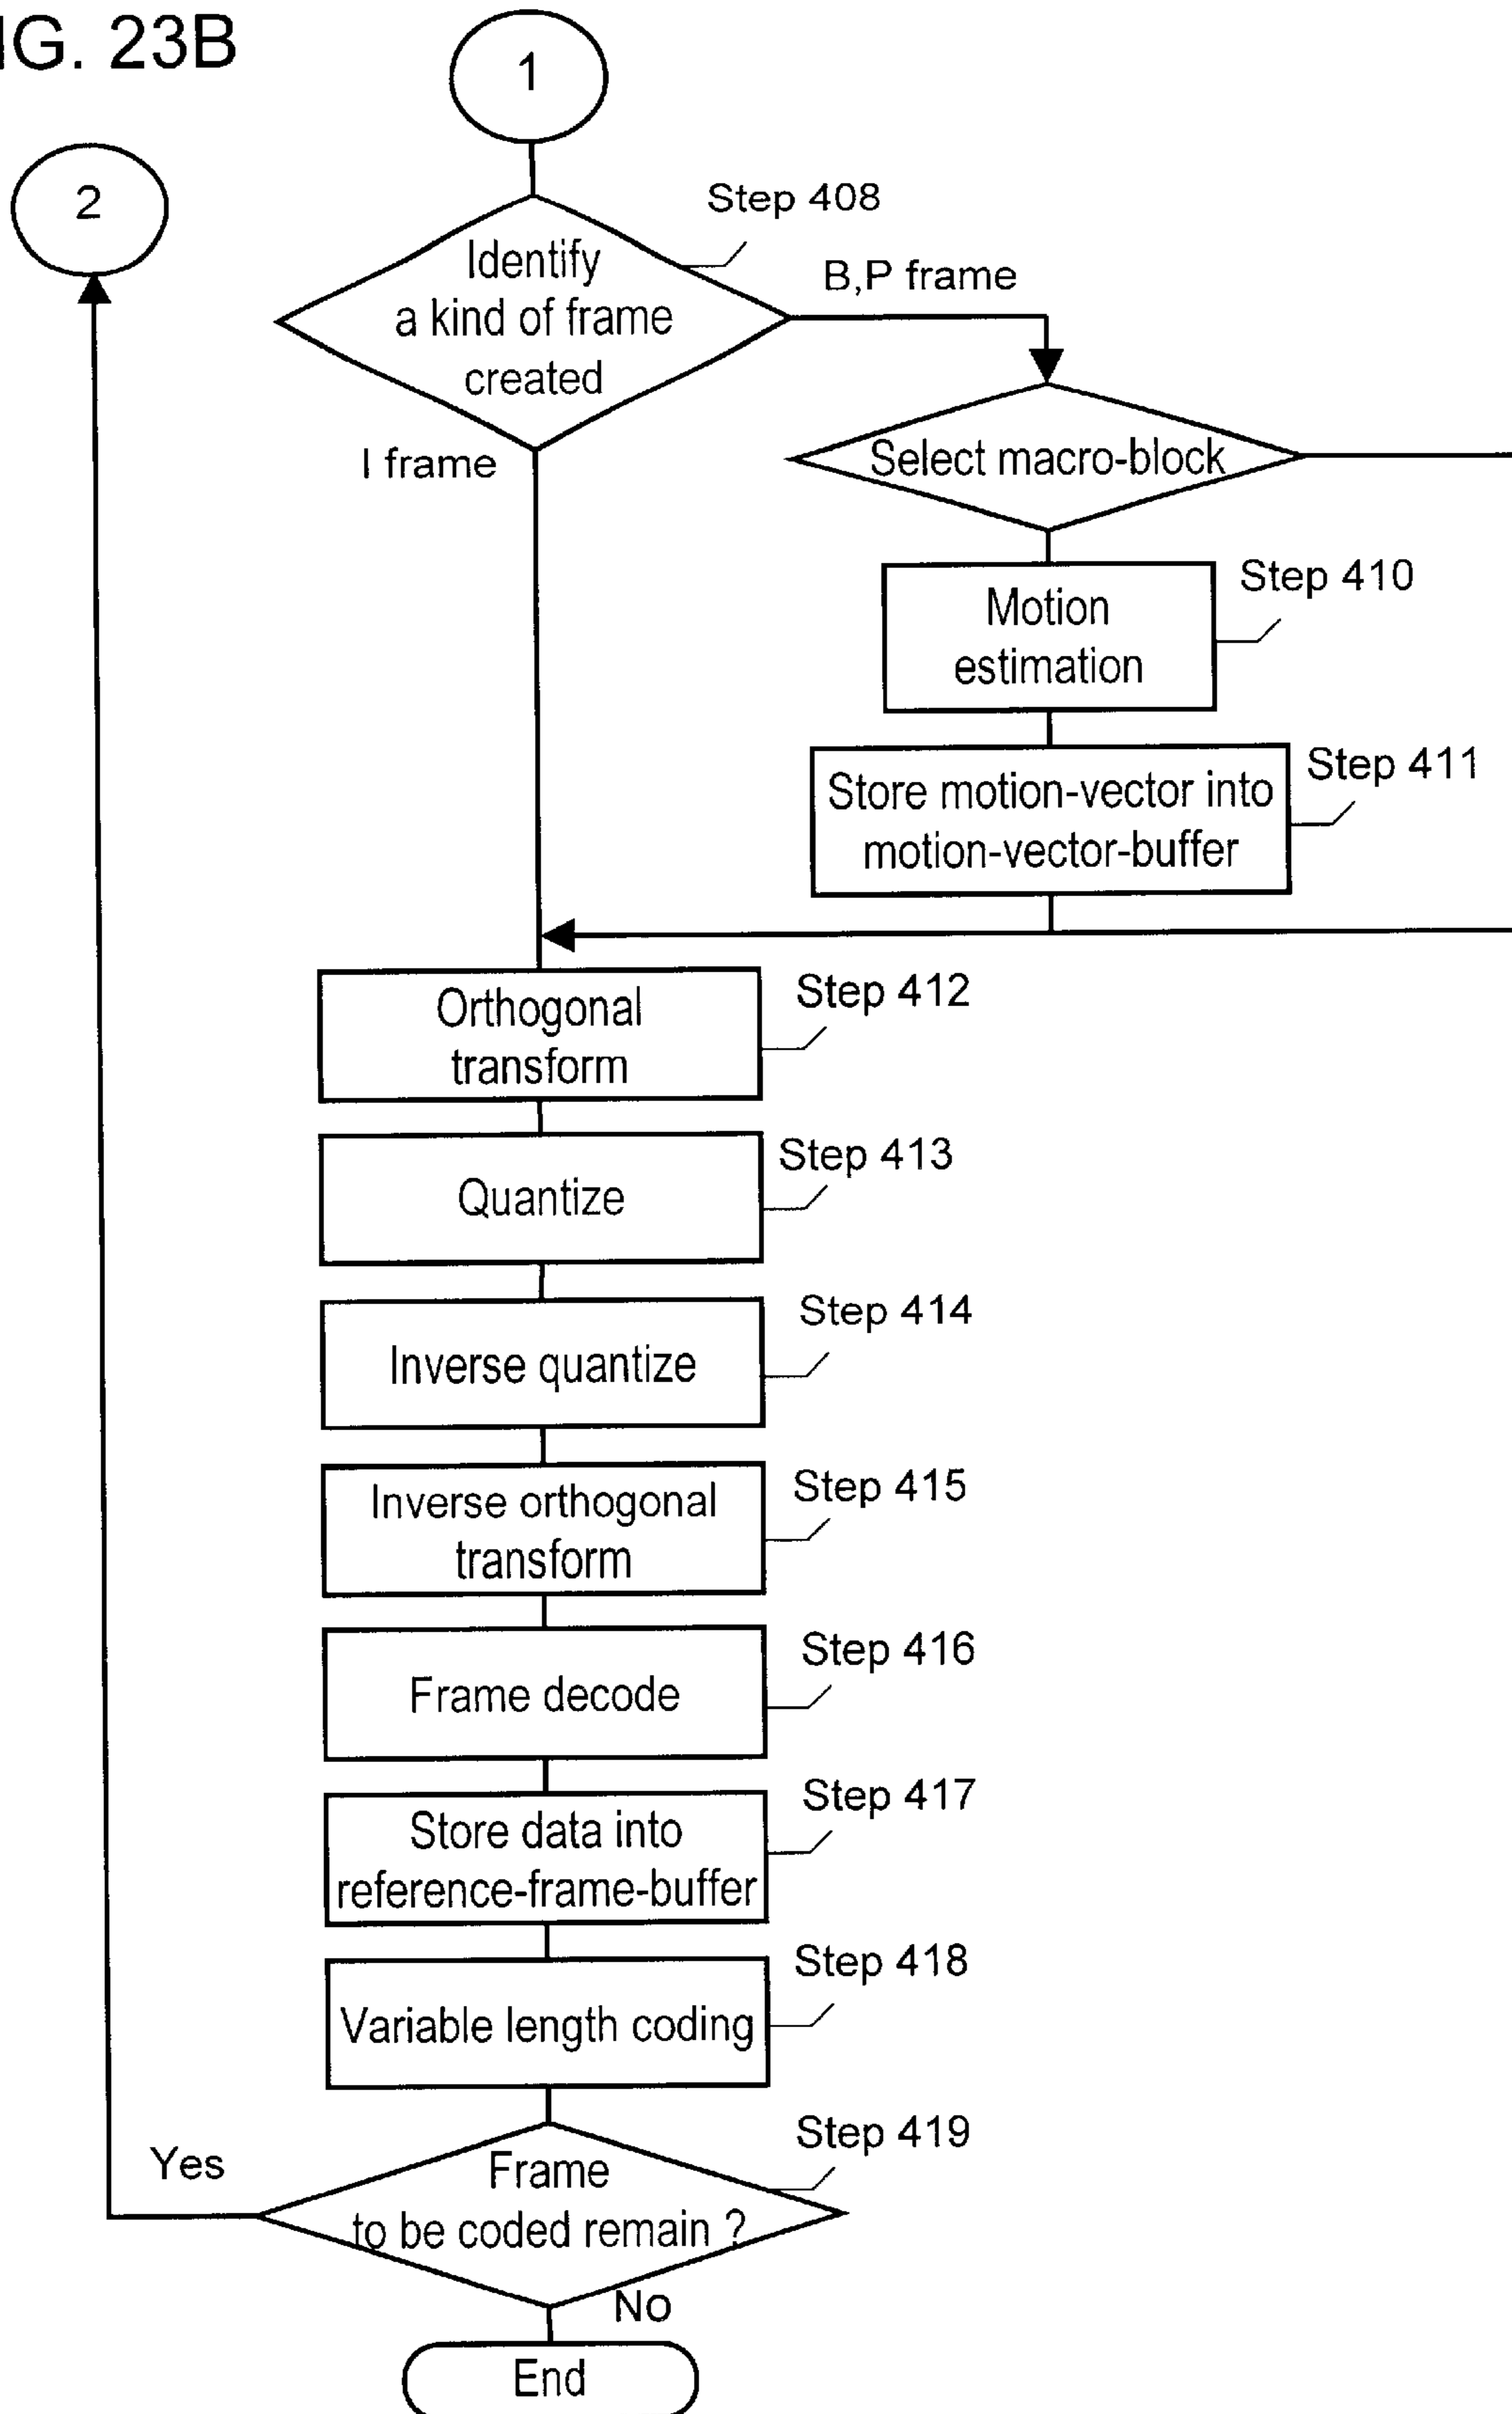 IG. 23B
1
2
Step 408
Identify
a kind of frame
created
B,P frame
I frame
Select macro-block
Step 410
Motion
estimation
Step 411
Store motion-vector into
motion-vector-buffer
Step 412
Orthogonal
transform
Step 413
Quantize
Step 414
Inverse quantize
Step 415
Inverse orthogonal
transform
Step 416
Frame decode
Step 417
Store data into
reference-frame-buffer
Step 418
Variable length coding
Step 419
Yes
Frame
to be coded remain ?
No
End